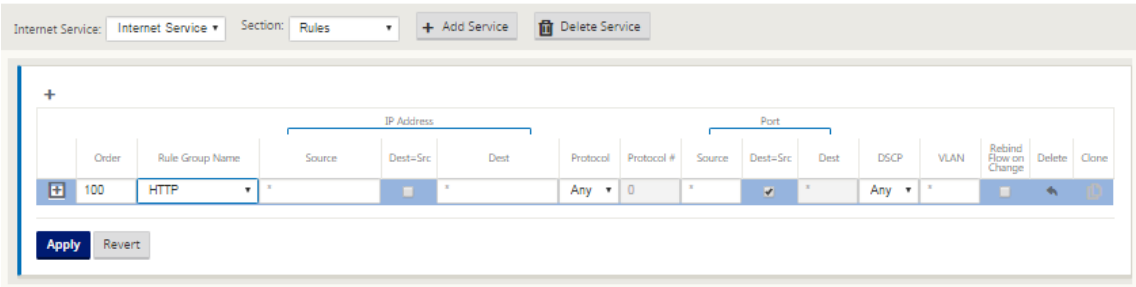 Internet Service: Internet Service ▾ Section: Rules ▾ + Add Service Delete Service
+
IP Address Port
Order Rule Group Name Source Dest=Src Dest Protocol Protocol # Source Dest=Src Dest DSCP VLAN Rebind Flow on Change Delete Clone
+ 100 HTTP ▾ * * Any ▾ 0 * * Any ▾ *
Apply Revert